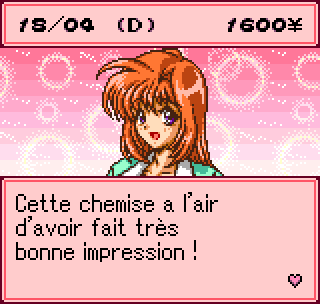 18/04 (D) 1600¥
Cette chemise a l'air
d'avoir fait très
bonne impression !